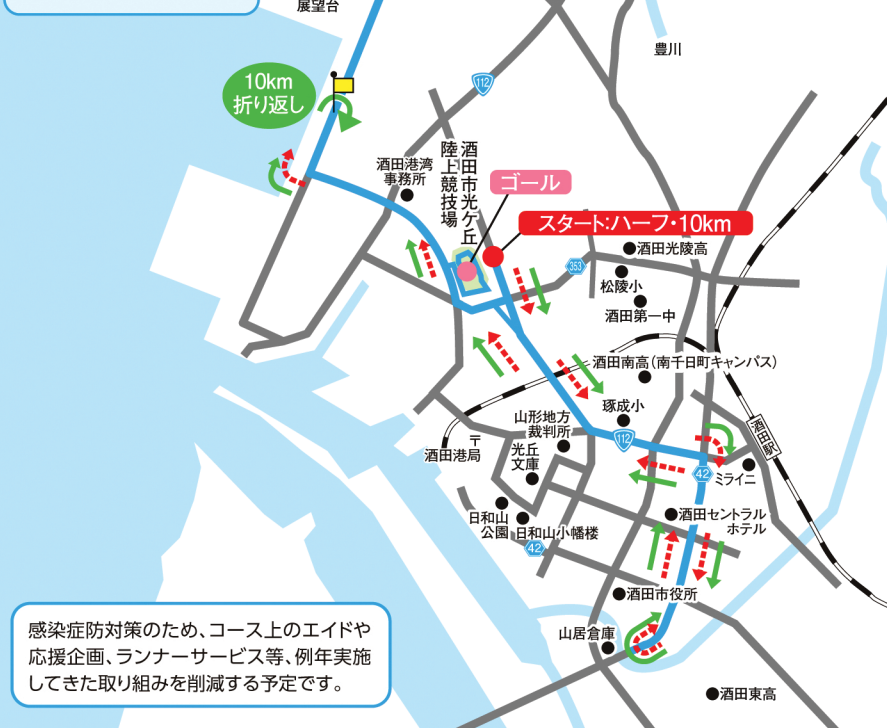 展望台
豊川
10km
折り返し
112
酒田港湾
事務所
酒田市光ケ丘
陸上競技場
ゴール
スタート:ハーフ・10km
酒田光陵高
353
松陵小
酒田第一中
酒田南高(南千日町キャンパス)
琢成小
山形地方
裁判所
112
酒田駅
〒
酒田港局
光丘
文庫
42
ミライニ
日和山
公園
日和山小幡楼
酒田セントラル
ホテル
42
酒田市役所
山居倉庫
酒田東高
感染症防対策のため、コース上のエイドや
応援企画、ランナーサービス等、例年実施
してきた取り組みを削減する予定です。